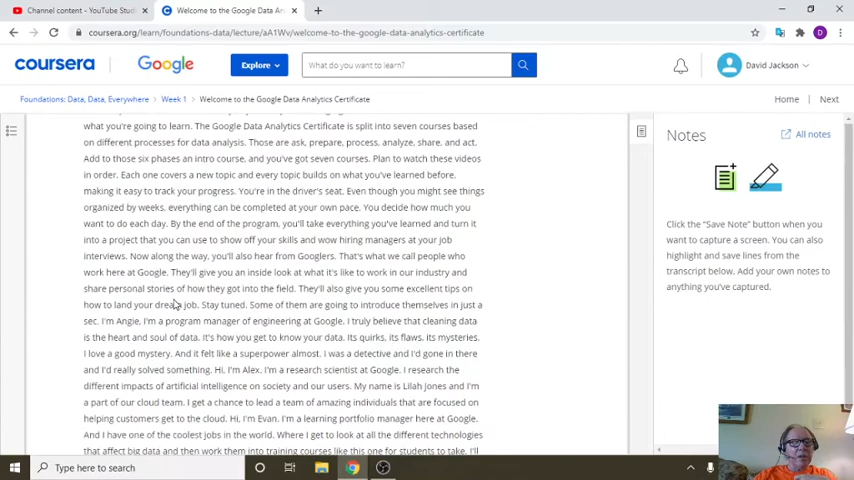 Channel content - YouTube Stud
Welcome to the Google Data An
coursera.org/learn/foundations-data/lecture/aA1Wv/welcome-to-the-google-data-analytics-certificate
D
coursera
Google
Explore
What do you want to learn?
David Jackson
Foundations: Data, Data, Everywhere > Week 1 > Welcome to the Google Data Analytics Certificate
Home
Next
what you're going to learn. The Google Data Analytics Certificate is split into seven courses based
on different processes for data analysis. Those are ask, prepare, process, analyze, share, and act.
Add to those six phases an intro course, and you've got seven courses. Plan to watch these videos
in order. Each one covers a new topic and every topic builds on what you've learned before,
making it easy to track your progress. You're in the driver's seat. Even though you might see things
organized by weeks, everything can be completed at your own pace. You decide how much you
want to do each day. By the end of the program, you'll take everything you've learned and turn it
into a project that you can use to show off your skills and wow hiring managers at your job
interviews. Now along the way, you'll also hear from Googlers. That's what we call people who
work here at Google. They'll give you an inside look at what it's like to work in our industry and
share personal stories of how they got into the field. They'll also give you some excellent tips on
how to land your dream job. Stay tuned. Some of them are going to introduce themselves in just a
sec. I'm Angie, I'm a program manager of engineering at Google. I truly believe that cleaning data
is the heart and soul of data. It's how you get to know your data. Its quirks, its flaws, its mysteries.
I love a good mystery. And it felt like a superpower almost. I was a detective and I'd gone in there
and I'd really solved something. Hi, I'm Alex. I'm a research scientist at Google. I research the
different impacts of artificial intelligence on society and our users. My name is Lilah Jones and I'm
a part of our cloud team. I get a chance to lead a team of amazing individuals that are focused on
helping customers get to the cloud. Hi, I'm Evan. I'm a learning portfolio manager here at Google.
And I have one of the coolest jobs in the world. Where I get to look at all the different technologies
that affect big data and then work them into training courses like this one for students to take. I'll
Notes
All notes
Click the "Save Note" button when you
want to capture a screen. You can also
highlight and save lines from the
transcript below. Add your own notes to
anything you've captured.
Type here to search